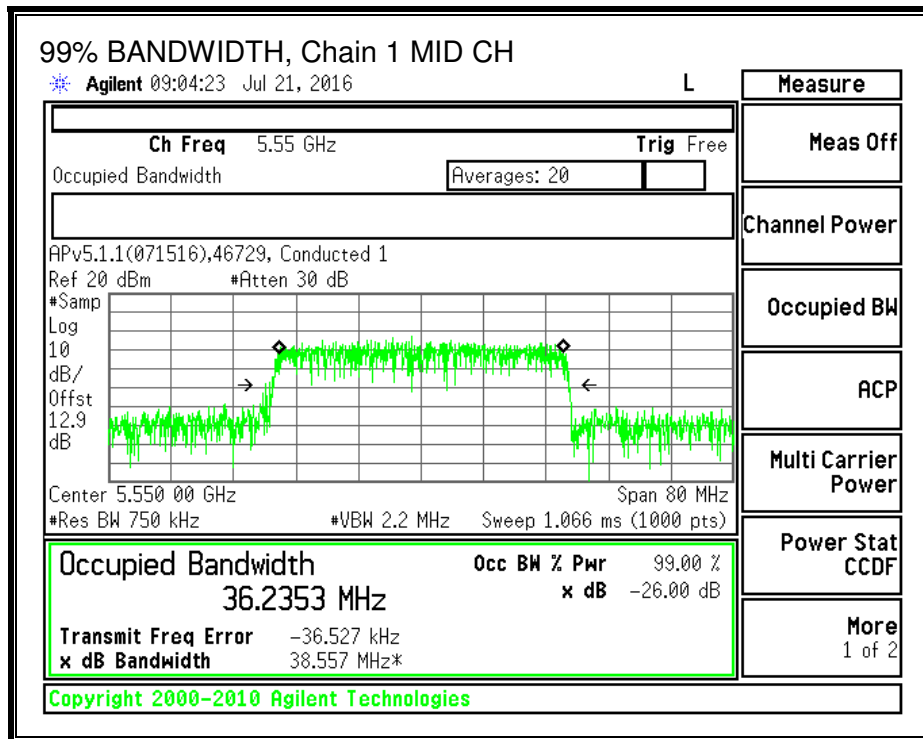 99% BANDWIDTH, Chain 1 MID CH
Agilent 09:04:23 Jul 21, 2016 L
Measure
Ch Freq 5.55 GHz Trig Free
Occupied Bandwidth Averages: 20
APv5.1.1(071516),46729, Conducted 1
Ref 20 dBm #Atten 30 dB
#Samp
Log
10
dB/
Offst
12.9
dB
Center 5.550 00 GHz Span 80 MHz
#Res BW 750 kHz #VBW 2.2 MHz Sweep 1.066 ms (1000 pts)
Occupied Bandwidth Occ BW % Pwr 99.00 %
36.2353 MHz x dB -26.00 dB
Transmit Freq Error -36.527 kHz
x dB Bandwidth 38.557 MHz*
Copyright 2000-2010 Agilent Technologies
Meas Off
Channel Power
Occupied BW
ACP
Multi Carrier
Power
Power Stat
CCDF
More
1 of 2